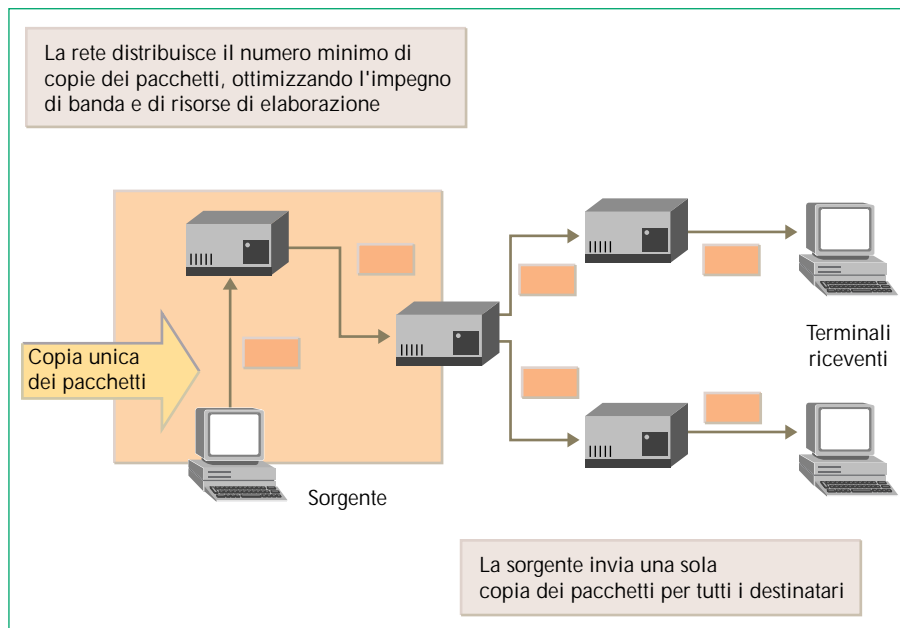 La rete distribuisce il numero minimo di
copie dei pacchetti, ottimizzando l'impegno
di banda e di risorse di elaborazione
Copia unica
dei pacchetti
Terminali
riceventi
Sorgente
La sorgente invia una sola
copia dei pacchetti per tutti i destinatari